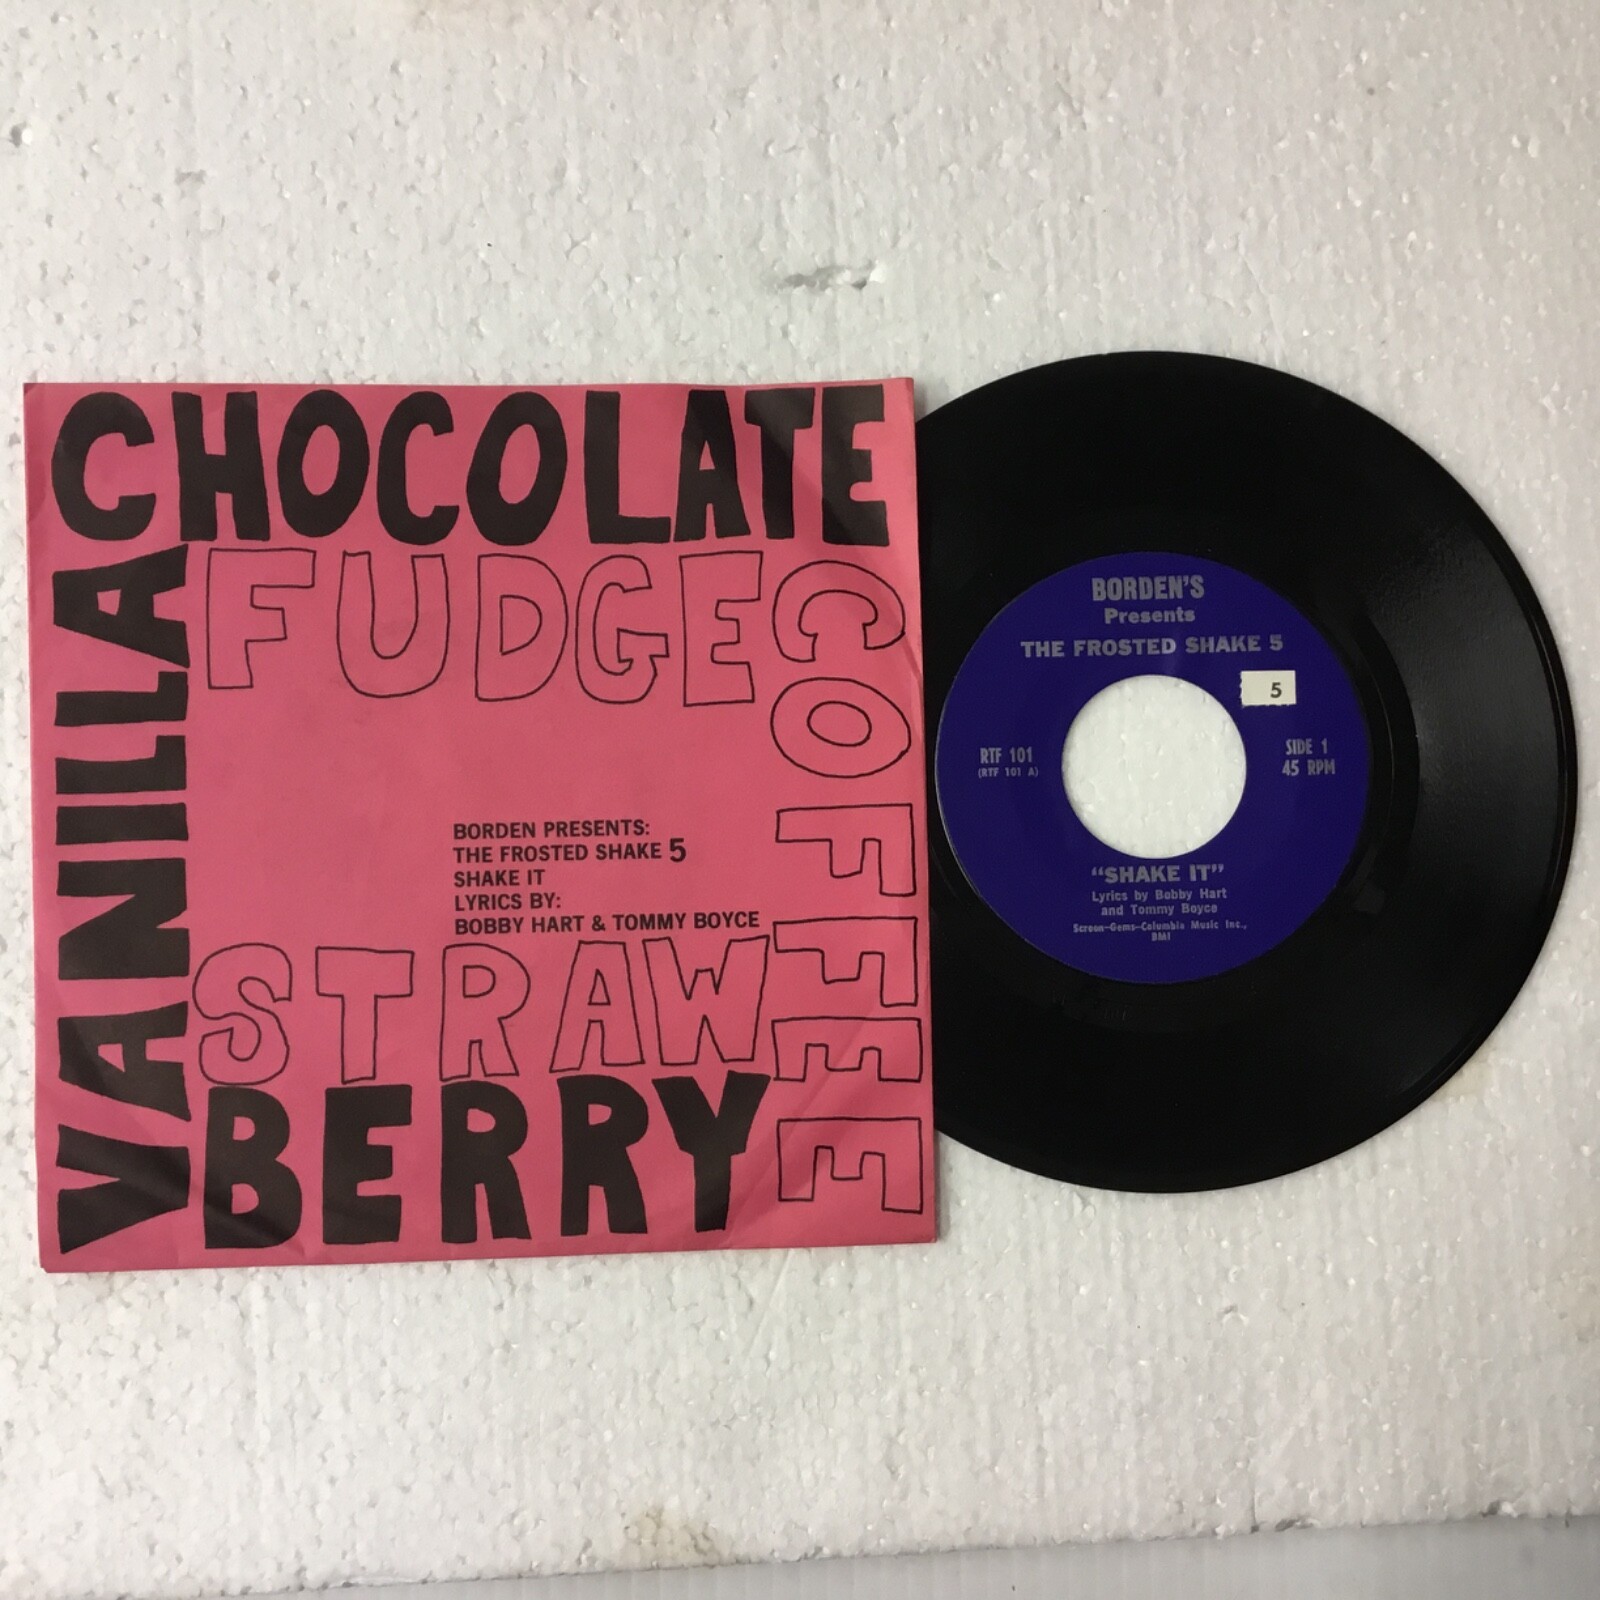 CHOCOLATE
VANILLA
FUDGE
COFFEE
BORDEN PRESENTS:
THE FROSTED SHAKE 5
SHAKE IT
LYRICS BY:
BOBBY HART & TOMMY BOYCE
STRAW
BERRY
BORDEN'S
Presents
THE FROSTED SHAKE 5
5
RTF 101
(RTF 101 A)
SIDE 1
45 RPM
"SHAKE IT"
Lyrics by Bobby Hart
and Tommy Boyce
Screen-Gems-Columbia Music Inc.,
BMI